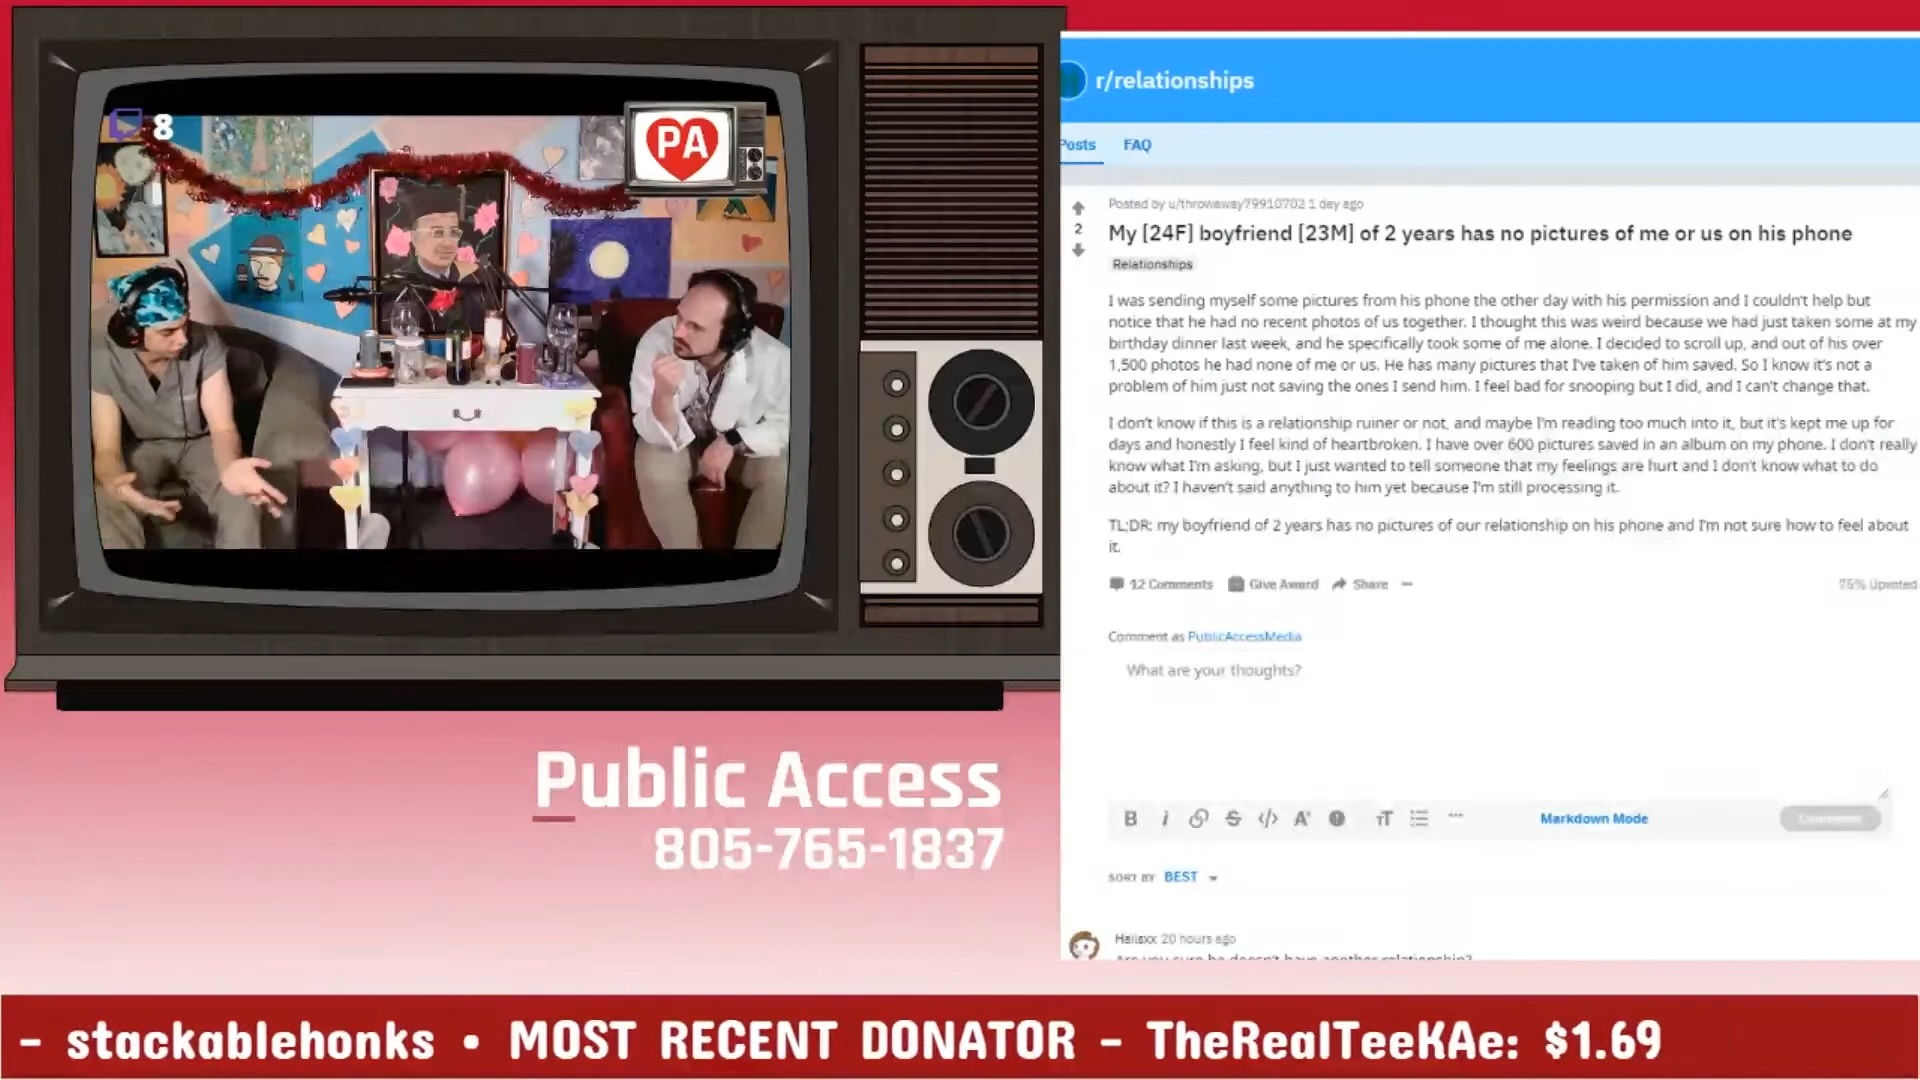 8
PA
r/relationships
Posts FAQ
Posted by u/throwaway79910702 1 day ago
2
My [24F] boyfriend [23M] of 2 years has no pictures of me or us on his phone
Relationships
I was sending myself some pictures from his phone the other day with his permission and I couldn't help but
notice that he had no recent photos of us together. I thought this was weird because we had just taken some at my
birthday dinner last week, and he specifically took some of me alone. I decided to scroll up, and out of his over
1,500 photos he had none of me or us. He has many pictures that I've taken of him saved. So I know it's not a
problem of him just not saving the ones I send him. I feel bad for snooping but I did, and I can't change that.
I don't know if this is a relationship ruiner or not, and maybe I'm reading too much into it, but it's kept me up for
days and honestly I feel kind of heartbroken. I have over 600 pictures saved in an album on my phone. I don't really
know what I'm asking, but I just wanted to tell someone that my feelings are hurt and I don't know what to do
about it? I haven't said anything to him yet because I'm still processing it.
TL;DR: my boyfriend of 2 years has no pictures of our relationship on his phone and I'm not sure how to feel about
it.
12 Comments Give Award Share ···
75% Upvoted
Comment as PublicAccessMedia
What are your thoughts?
B i S </> A TT ··· Markdown Mode Comment
SORT BY BEST
20 hours ago
Are you sure he doesn't have another relationship?
Public Access
805-765-1837
- stackablehonks • MOST RECENT DONATOR - TheRealTeeKAe: $1.69